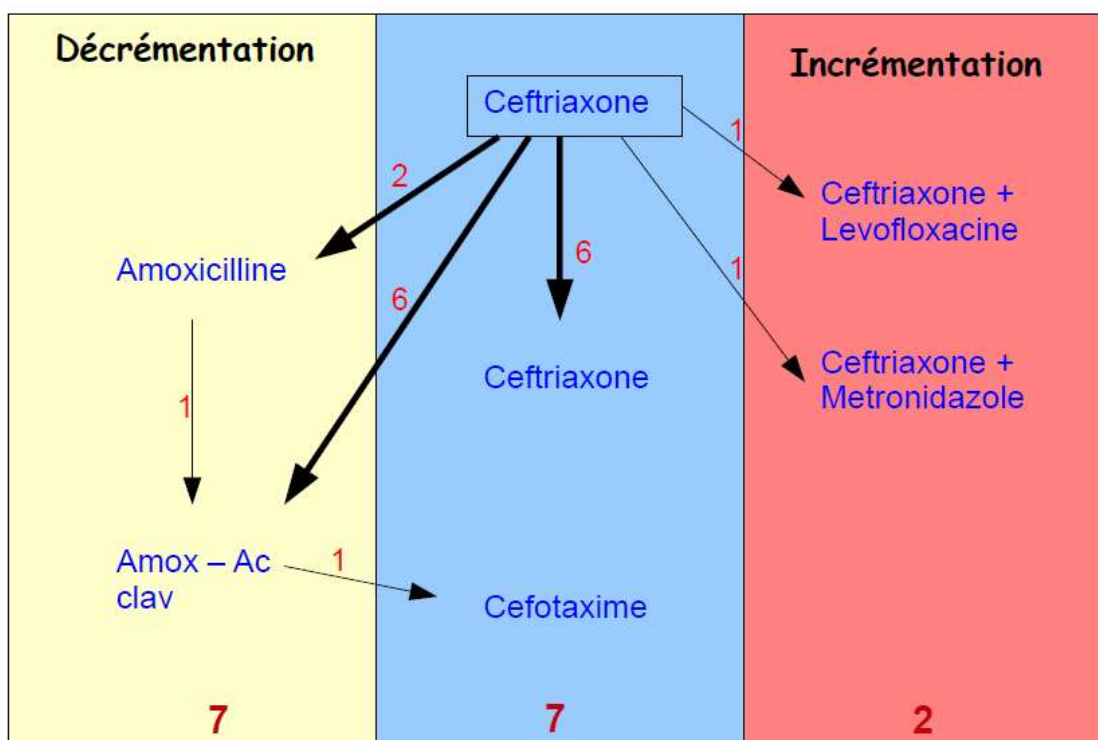 Décrémentation
Incrémentation
Ceftriaxone
1
2
Ceftriaxone +
Levofloxacine
Amoxicilline
6
6
1
Ceftriaxone
Ceftriaxone +
Metronidazole
1
Amox – Ac
clav
1
Cefotaxime
7
7
2